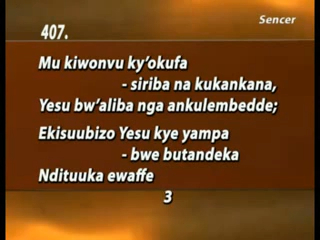 Sencer
407.
Mu kiwonvu ky'okufa
- siriba na kukankana,
Yesu bw'aliba nga ankulembedde;
Ekisuubizo Yesu kye yampa
- bwe butandeka
Ndituuka ewaffe
3